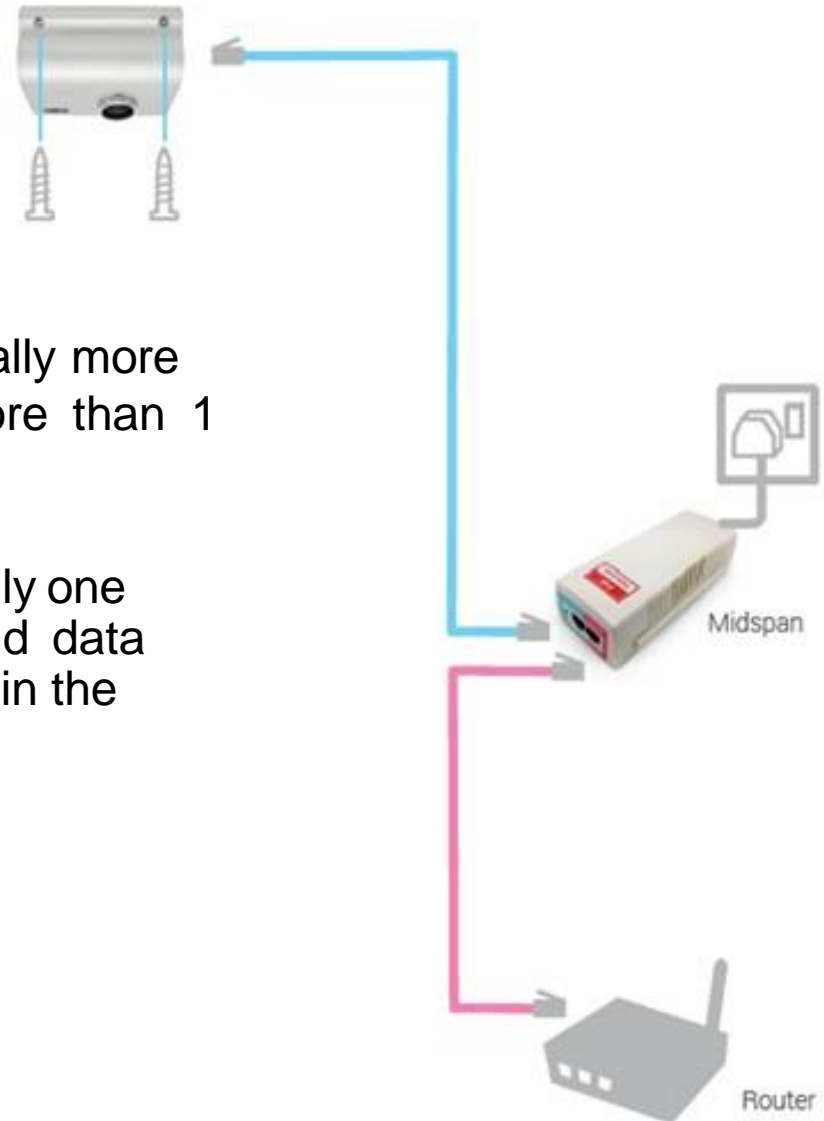 ally more
ore than 1
ly one
d data
in the
Midspan
Router